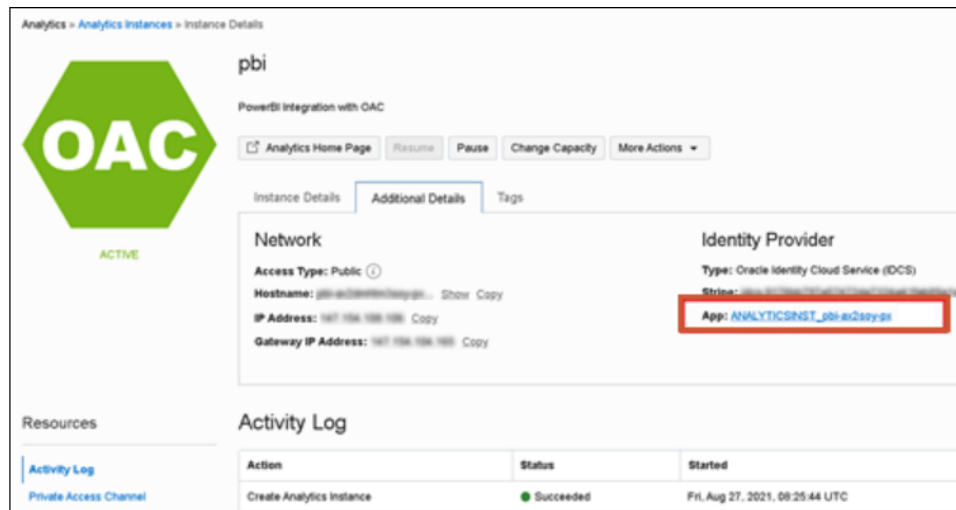 Analytics » Analytics Instances » Instance Details
pbi
PowerBI Integration with OAC
OAC
ACTIVE
Analytics Home Page Resume Pause Change Capacity More Actions
Instance Details Additional Details Tags
Network
Access Type: Public
Hostname: Show Copy
IP Address: Copy
Gateway IP Address: Copy
Identity Provider
Type: Oracle Identity Cloud Service (IDCS)
Stripe:
App: ANALYTICSINST_pbi-ax2soy-px
Resources
Activity Log
Private Access Channel
Activity Log
Action Status Started
Create Analytics Instance Succeeded Fri, Aug 27, 2021, 08:25:44 UTC